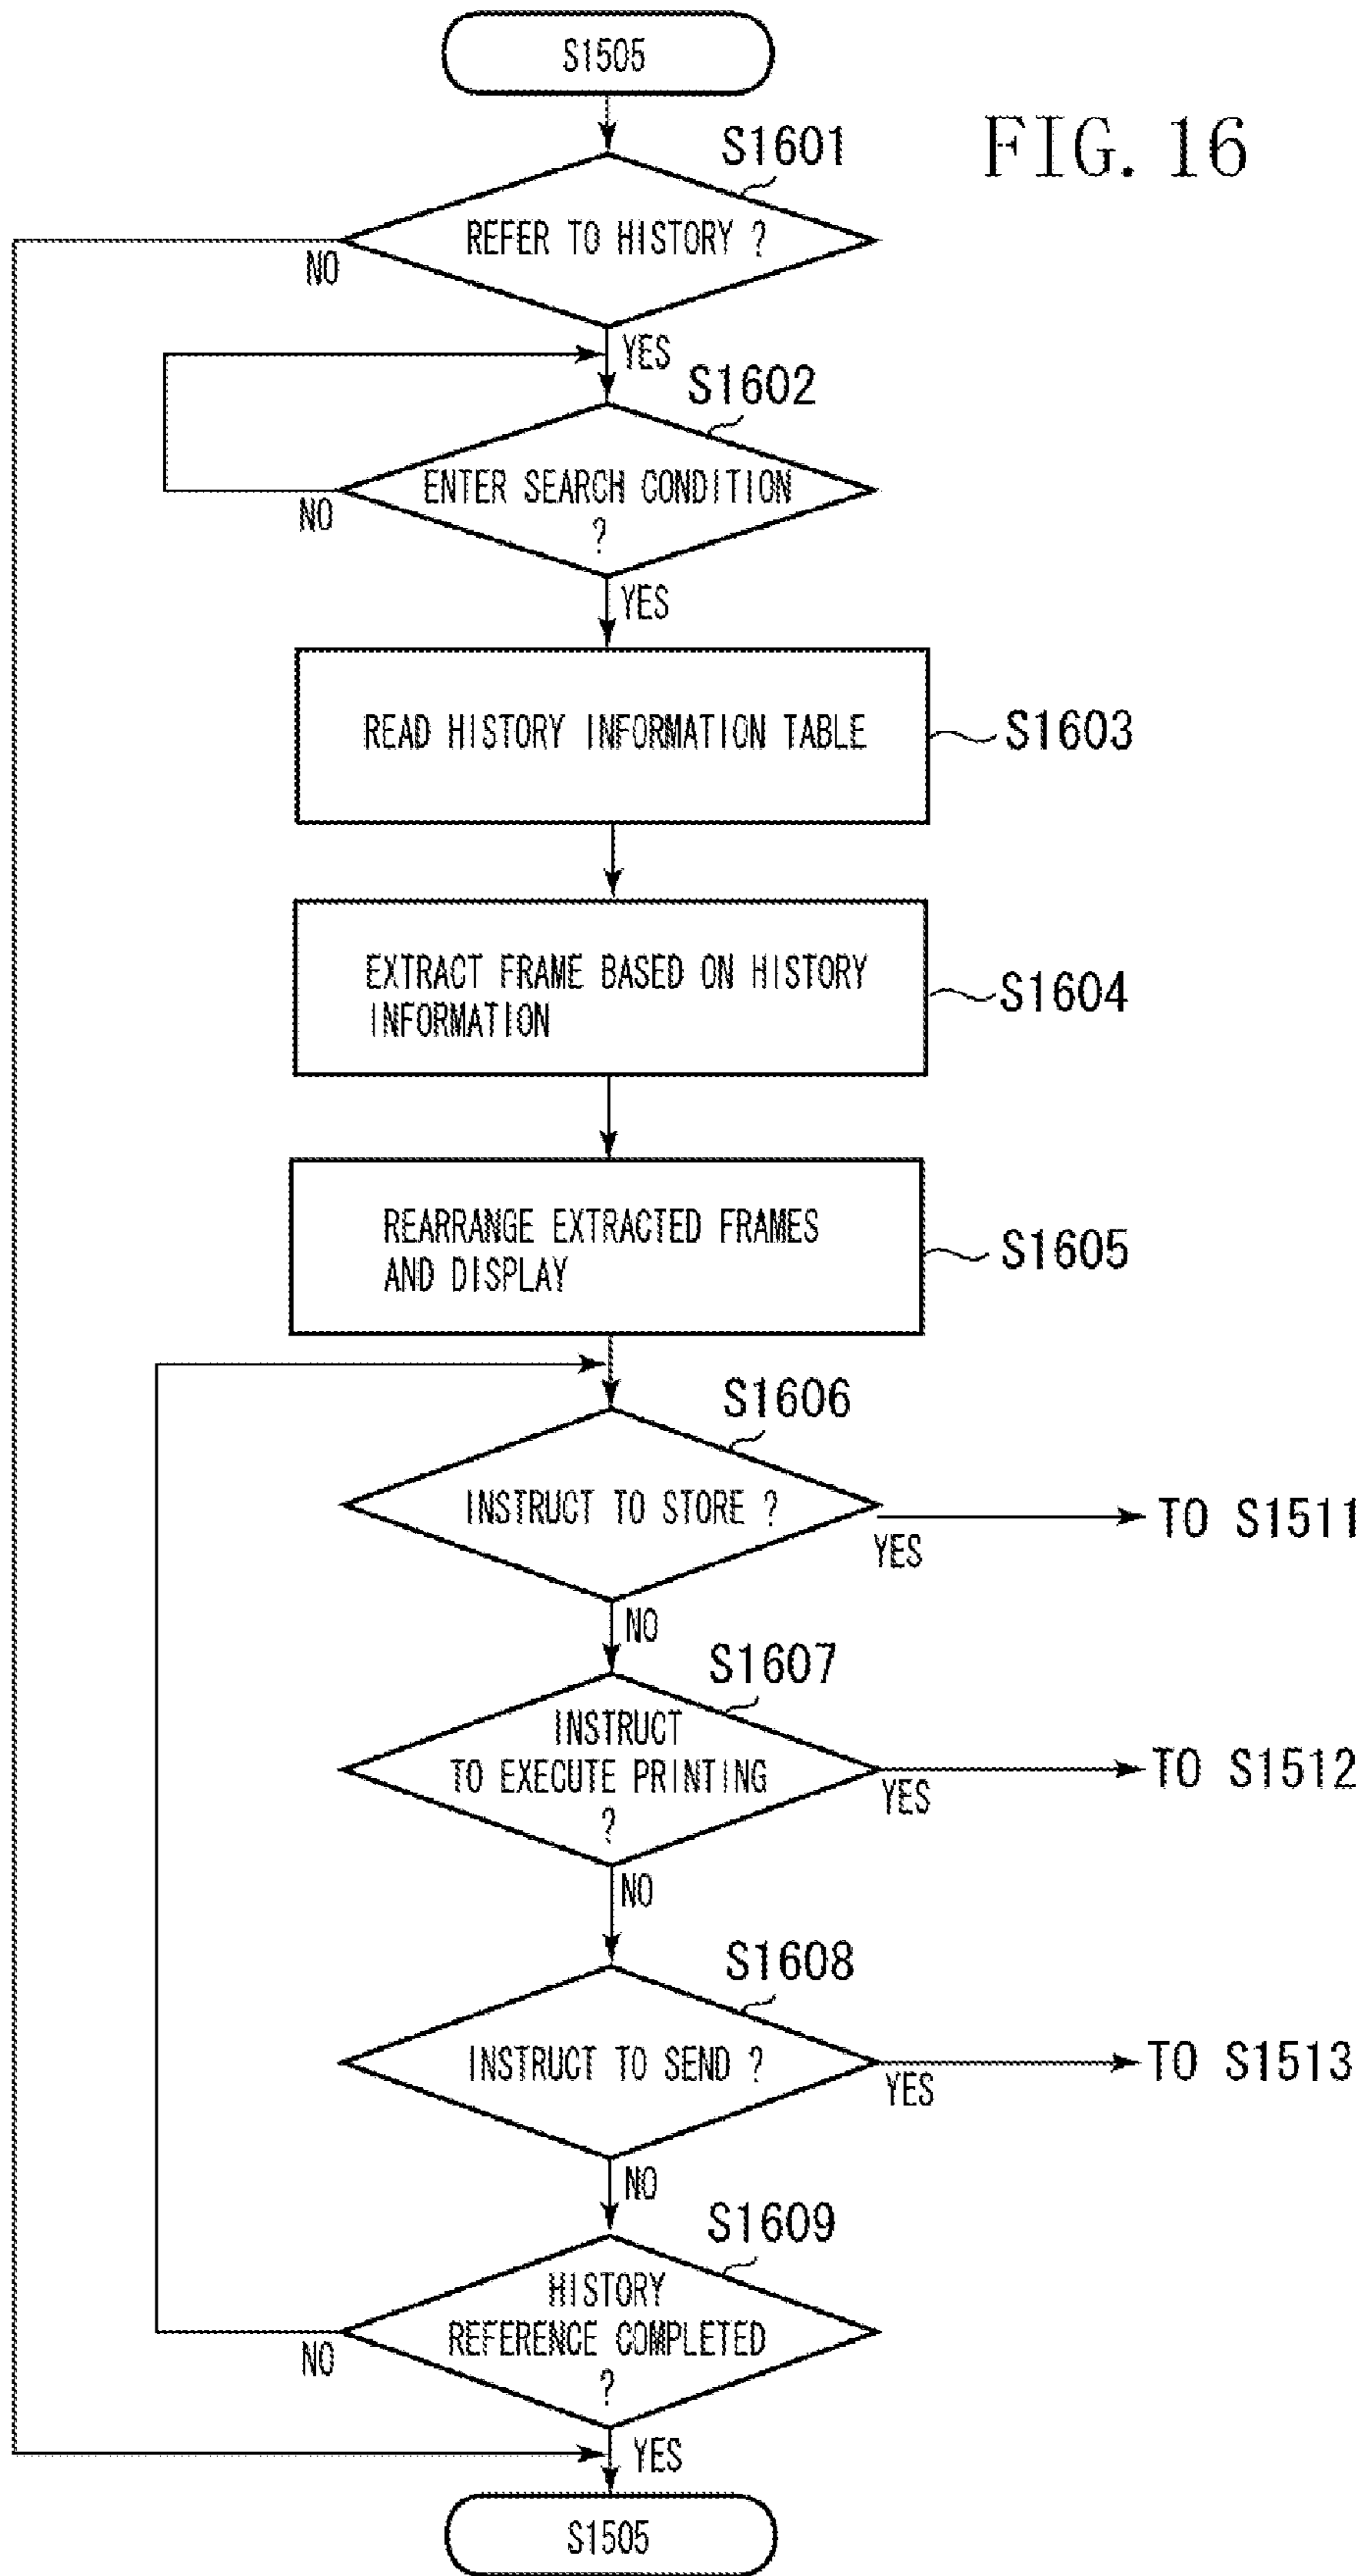 S1505
FIG. 16
S1601
REFER TO HISTORY ?
NO
YES
S1602
ENTER SEARCH CONDITION
?
NO
YES
READ HISTORY INFORMATION TABLE
S1603
EXTRACT FRAME BASED ON HISTORY
INFORMATION
S1604
REARRANGE EXTRACTED FRAMES
AND DISPLAY
S1605
S1606
INSTRUCT TO STORE ?
YES
TO S1511
NO
S1607
INSTRUCT
TO EXECUTE PRINTING
?
YES
TO S1512
NO
S1608
INSTRUCT TO SEND ?
YES
TO S1513
NO
S1609
HISTORY
REFERENCE COMPLETED
?
NO
YES
S1505